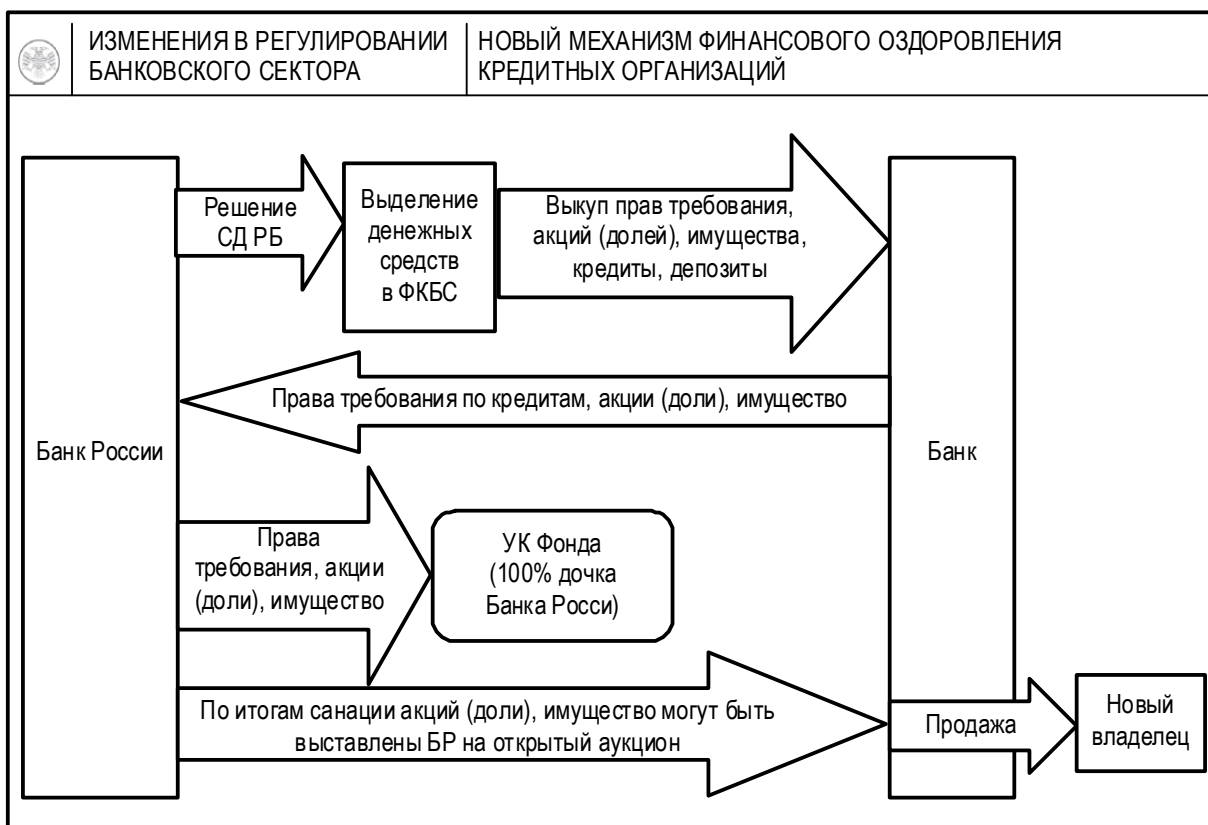 ИЗМЕНЕНИЯ В РЕГУЛИРОВАНИИ
БАНКОВСКОГО СЕКТОРА
НОВЫЙ МЕХАНИЗМ ФИНАНСОВОГО ОЗДОРОВЛЕНИЯ
КРЕДИТНЫХ ОРГАНИЗАЦИЙ
Решение
СД РБ
Выделение
денежных
средств
в ФКБС
Выкуп прав требования,
акций (долей), имущества,
кредиты, депозиты
Права требования по кредитам, акции (доли), имущество
Банк России
Банк
Права
требования, акции
(доли), имущество
УК Фонда
(100% дочка
Банка Росси)
По итогам санации акций (доли), имущество могут быть
выставлены БР на открытый аукцион
Продажа
Новый
владелец